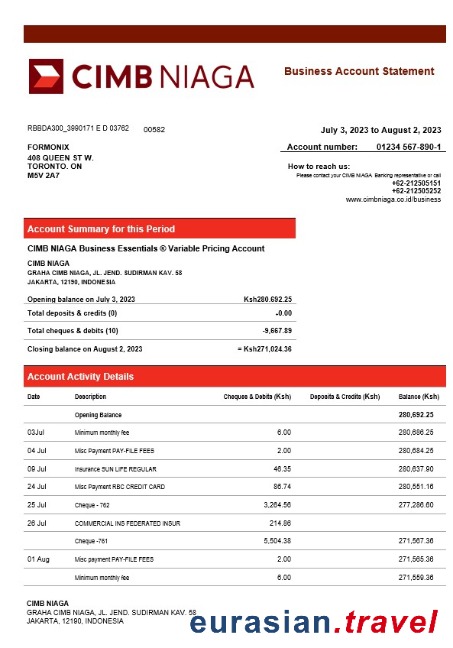 CIMB NIAGA
Business Account Statement
RBBDA300_3990171 E D 03762 00582
July 3, 2023 to August 2, 2023
FORMONIX
408 QUEEN ST W.
TORONTO. ON
M5V 2A7
Account number: 01234 567-890-1
How to reach us:
Please contact your CIMB NIAGA Banking representative or call
+62-212505151
+62-212505252
www.cimbniaga.co.id/business
Account Summary for this Period
CIMB NIAGA Business Essentials ® Variable Pricing Account
CIMB NIAGA
GRAHA CIMB NIAGA, JL. JEND. SUDIRMAN KAV. 58
JAKARTA, 12190, INDONESIA
Opening balance on July 3, 2023 Ksh280.692.25
Total deposits & credits (0) -0.00
Total cheques & debits (10) -9,667.89
Closing balance on August 2, 2023 = Ksh271,024.36
Account Activity Details
Date Description Cheques & Debits (Ksh) Deposits & Credits (Ksh) Balance (Ksh)
Opening Balance 280,692.25
03Jul Minimum monthly fee 6.00 280,686.25
04 Jul Misc Payment PAY-FILE FEES 2.00 280,684.25
09 Jul Insurance SUN LIFE REGULAR 46.35 280,637.90
24 Jul Misc Payment RBC CREDIT CARD 86.74 280,551.16
25 Jul Cheque - 762 3,264.56 277,286.60
26 Jul COMMERCIAL INS FEDERATED INSUR 214.86
Cheque -761 5,504.38 271,567.36
01 Aug Misc payment PAY-FILE FEES 2.00 271,565.36
Minimum monthly fee 6.00 271,559.36
CIMB NIAGA
GRAHA CIMB NIAGA, JL. JEND. SUDIRMAN KAV. 58
JAKARTA, 12190, INDONESIA
eurasian.travel